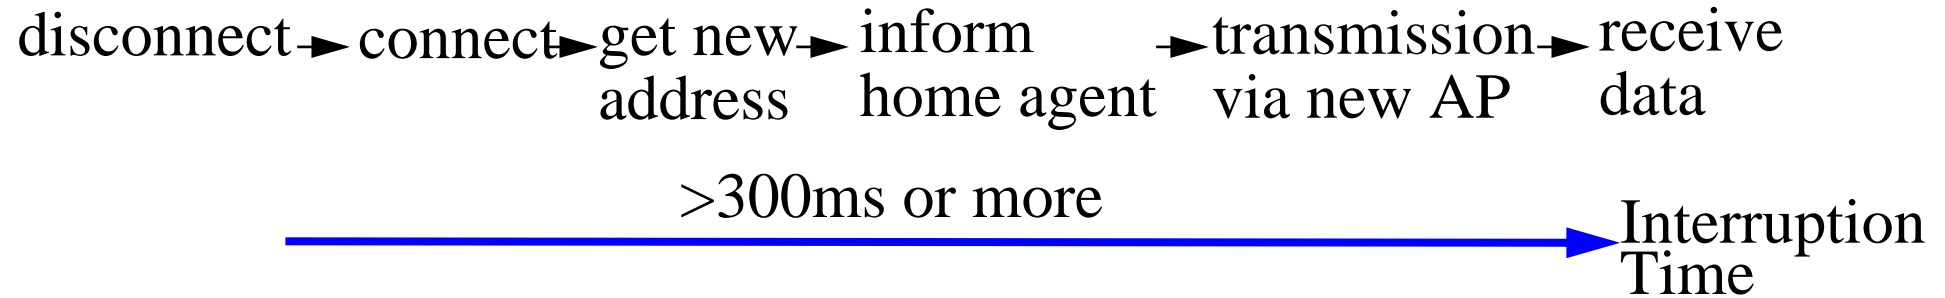 disconnect
connect
get new
address
inform
home agent
transmission
via new AP
receive
data
>300ms or more
Interruption
Time